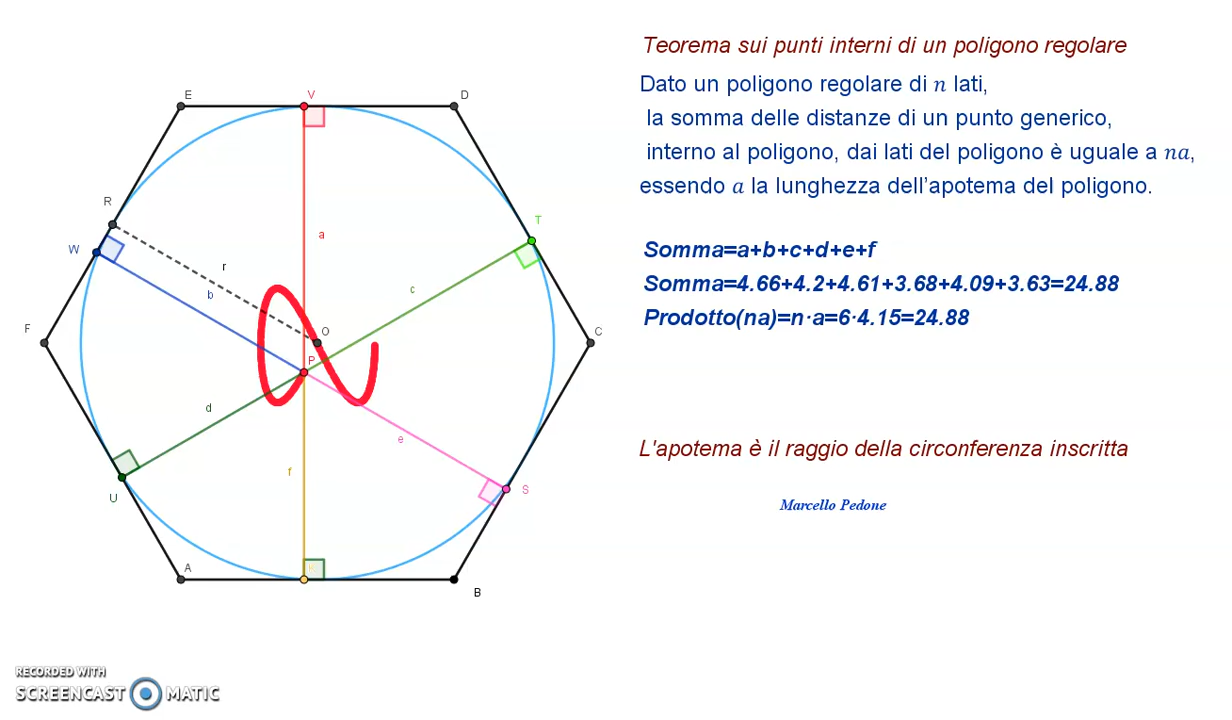 Teorema sui punti interni di un poligono regolare
Dato un poligono regolare di n lati,
la somma delle distanze di un punto generico,
interno al poligono, dai lati del poligono è uguale a na,
essendo a la lunghezza dell'apotema del poligono.
Somma=a+b+c+d+e+f
Somma=4.66+4.2+4.61+3.68+4.09+3.63=24.88
Prodotto(na)=n·a=6·4.15=24.88
L'apotema è il raggio della circonferenza inscritta
Marcello Pedone
E
V
D
R
T
W
a
r
c
b
F
O
C
P
d
e
f
U
S
A
B
RECORDED WITH
SCREENCAST MATIC